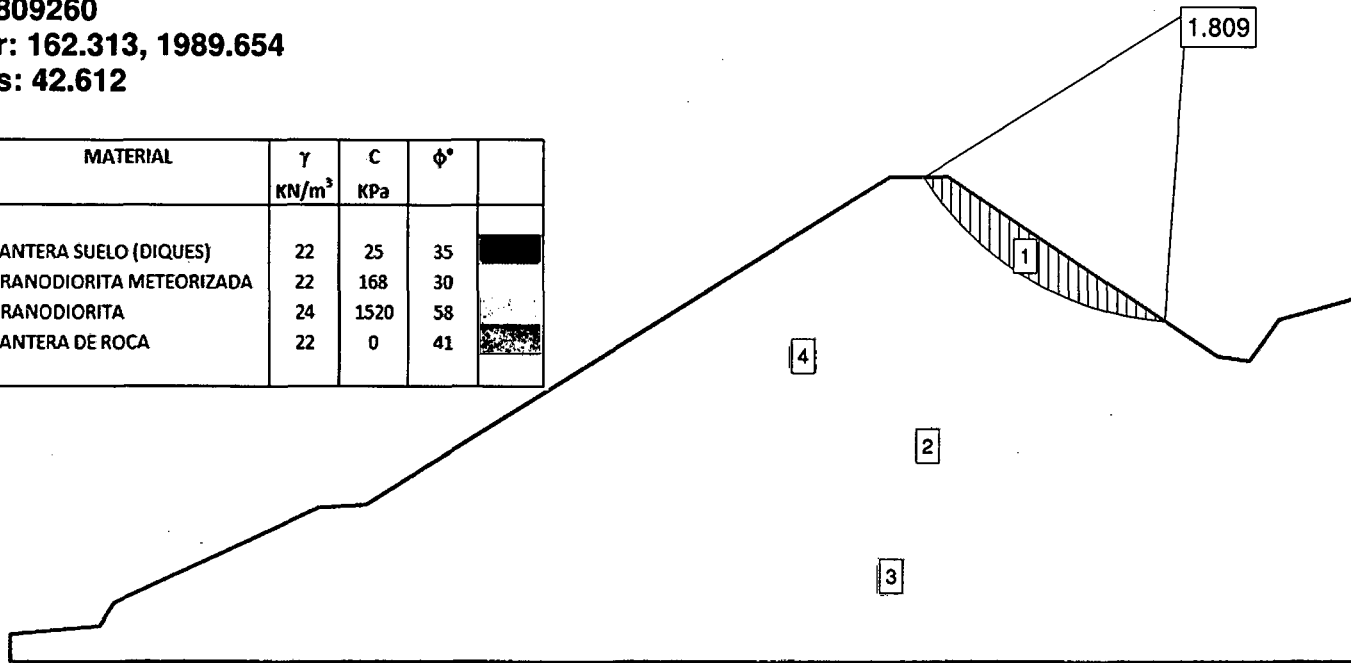 809260
r: 162.313, 1989.654
s: 42.612
1.809
MATERIAL γ C ϕ°
KN/m³ KPa
ANTERA SUELO (DIQUES) 22 25 35
RANODIORITA METEORIZADA 22 168 30
RANODIORITA 24 1520 58
ANTERA DE ROCA 22 0 41
1
4
2
3